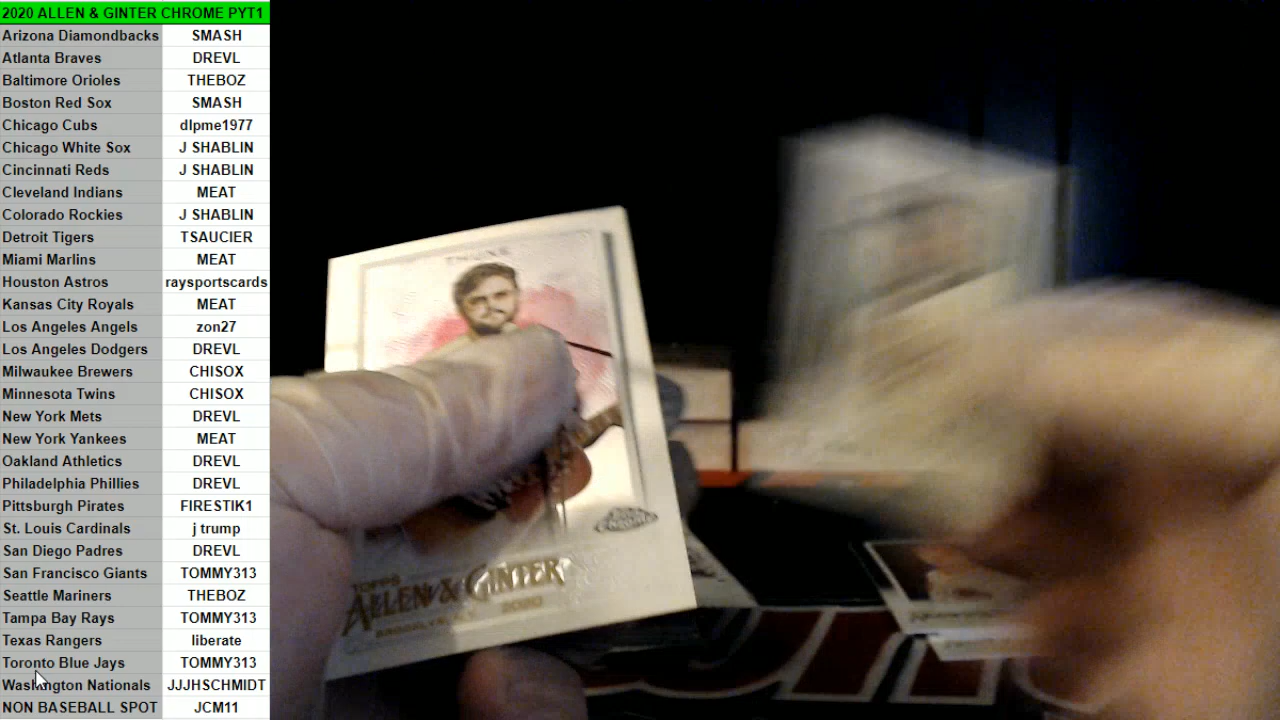 2020 ALLEN & GINTER CHROME PYT1
Arizona Diamondbacks SMASH
Atlanta Braves DREVL
Baltimore Orioles THEBOZ
Boston Red Sox SMASH
Chicago Cubs dlpme1977
Chicago White Sox J SHABLIN
Cincinnati Reds J SHABLIN
Cleveland Indians MEAT
Colorado Rockies J SHABLIN
Detroit Tigers TSAUCIER
Miami Marlins MEAT
Houston Astros raysportscards
Kansas City Royals MEAT
Los Angeles Angels zon27
Los Angeles Dodgers DREVL
Milwaukee Brewers CHISOX
Minnesota Twins CHISOX
New York Mets DREVL
New York Yankees MEAT
Oakland Athletics DREVL
Philadelphia Phillies DREVL
Pittsburgh Pirates FIRESTIK1
St. Louis Cardinals j trump
San Diego Padres DREVL
San Francisco Giants TOMMY313
Seattle Mariners THEBOZ
Tampa Bay Rays TOMMY313
Texas Rangers liberate
Toronto Blue Jays TOMMY313
Washington Nationals JJJHSCHMIDT
NON BASEBALL SPOT JCM11
CHROME
TOPPS
ALLEN & GINTER
2020